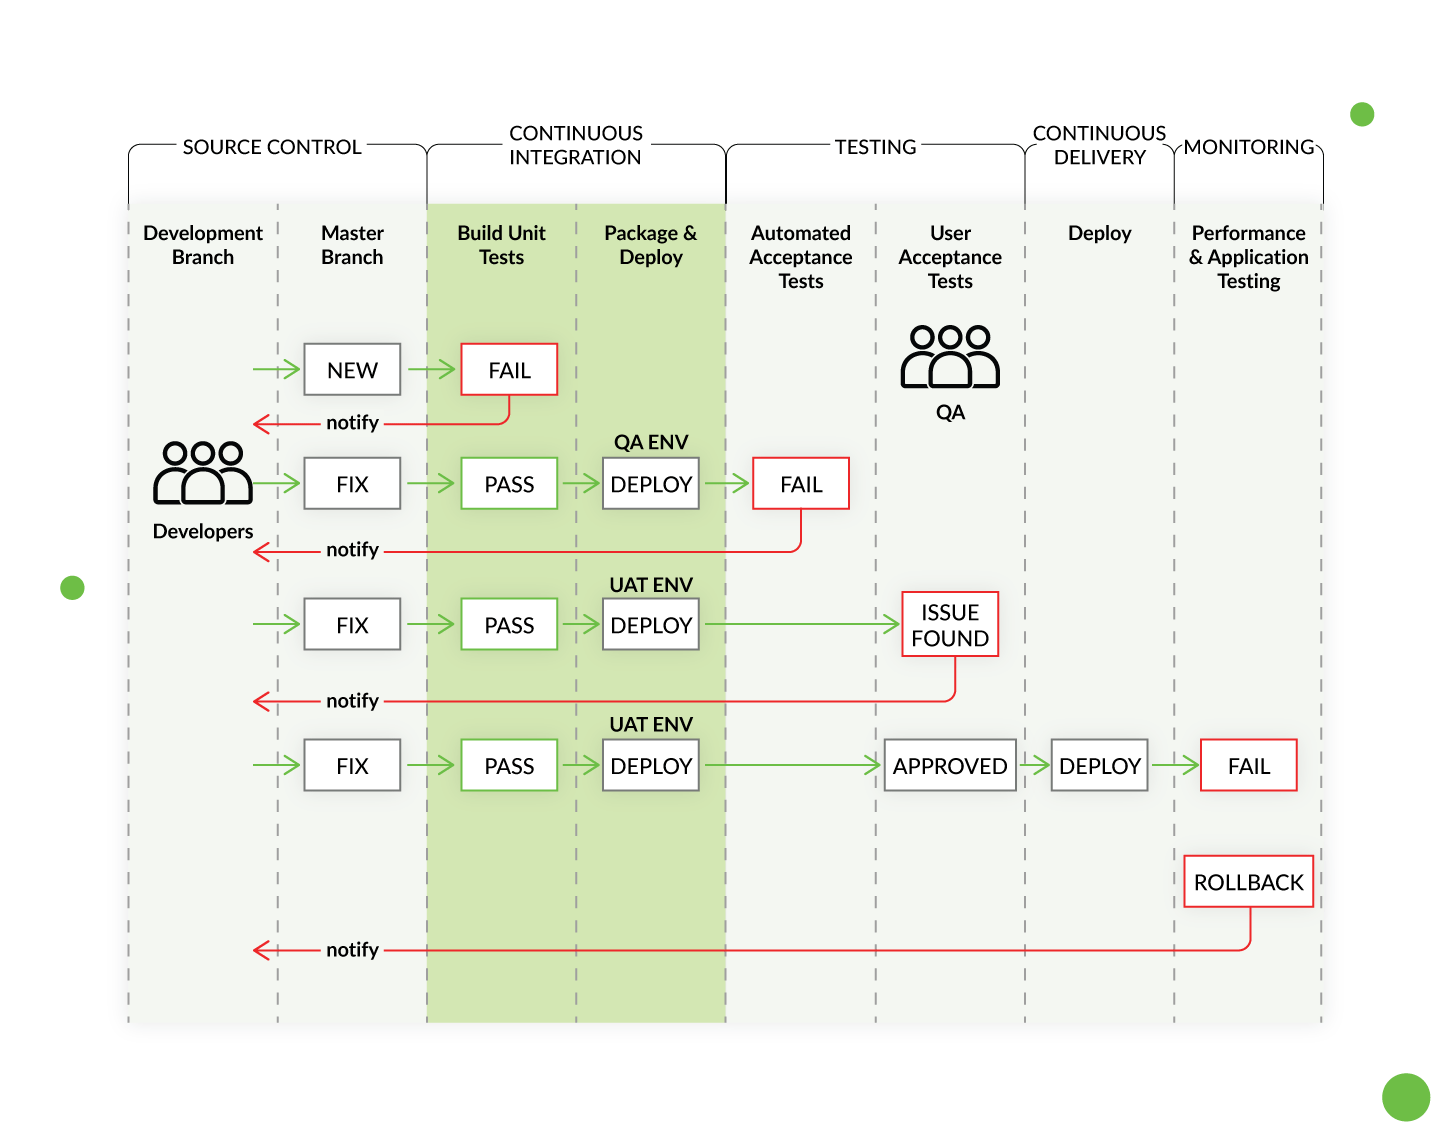 SOURCE CONTROL
CONTINUOUS
INTEGRATION
TESTING
CONTINUOUS
DELIVERY
MONITORING
Development
Branch
Master
Branch
Build Unit
Tests
Package &
Deploy
Automated
Acceptance
Tests
User
Acceptance
Tests
Deploy
Performance
& Application
Testing
NEW
FAIL
QA
notify
QA ENV
FIX
PASS
DEPLOY
FAIL
Developers
notify
UAT ENV
FIX
PASS
DEPLOY
ISSUE
FOUND
notify
UAT ENV
FIX
PASS
DEPLOY
APPROVED
DEPLOY
FAIL
ROLLBACK
notify